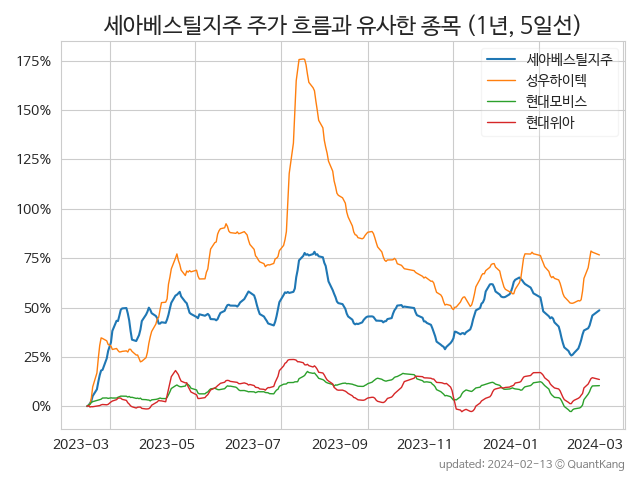 세아베스틸지주 주가 흐름과 유사한 종목 (1년, 5일선)
세아베스틸지주
성우하이텍
현대모비스
현대위아
175%
150%
125%
100%
75%
50%
25%
0%
2023-03 2023-05 2023-07 2023-09 2023-11 2024-01 2024-03
updated: 2024-02-13 © QuantKang